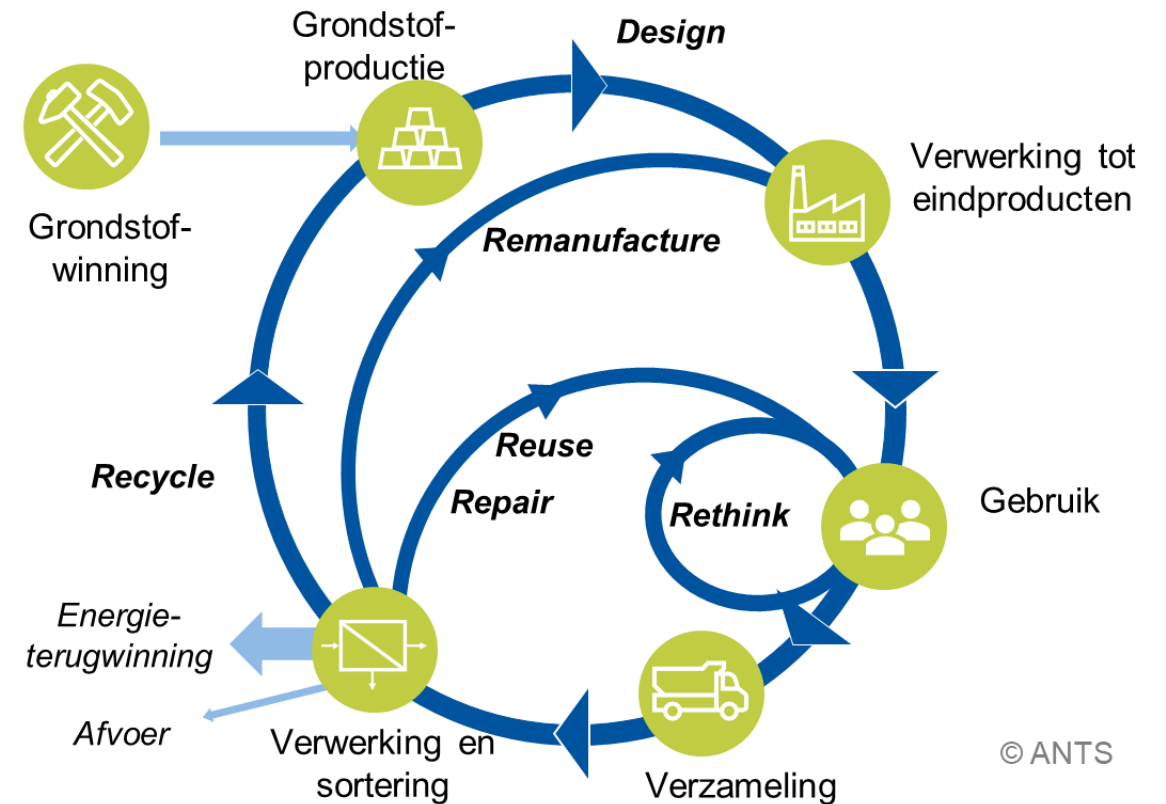 Grondstof-
productie
Design
Verwerking tot
eindproducten
Grondstof-
winning
Remanufacture
Reuse
Repair
Rethink
Recycle
Gebruik
Energie-
terugwinning
Afvoer
Verwerking en
sortering
Verzameling
© ANTS